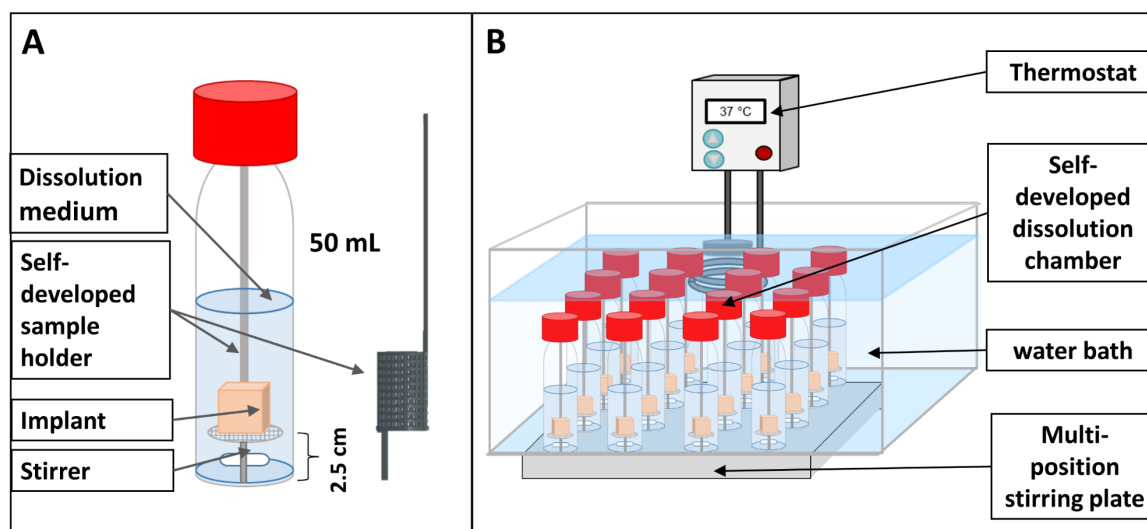 A
Dissolution
medium
Self-
developed
sample
holder
Implant
Stirrer
50 mL
2.5 cm
B
37 °C
Thermostat
Self-
developed
dissolution
chamber
water bath
Multi-
position
stirring plate